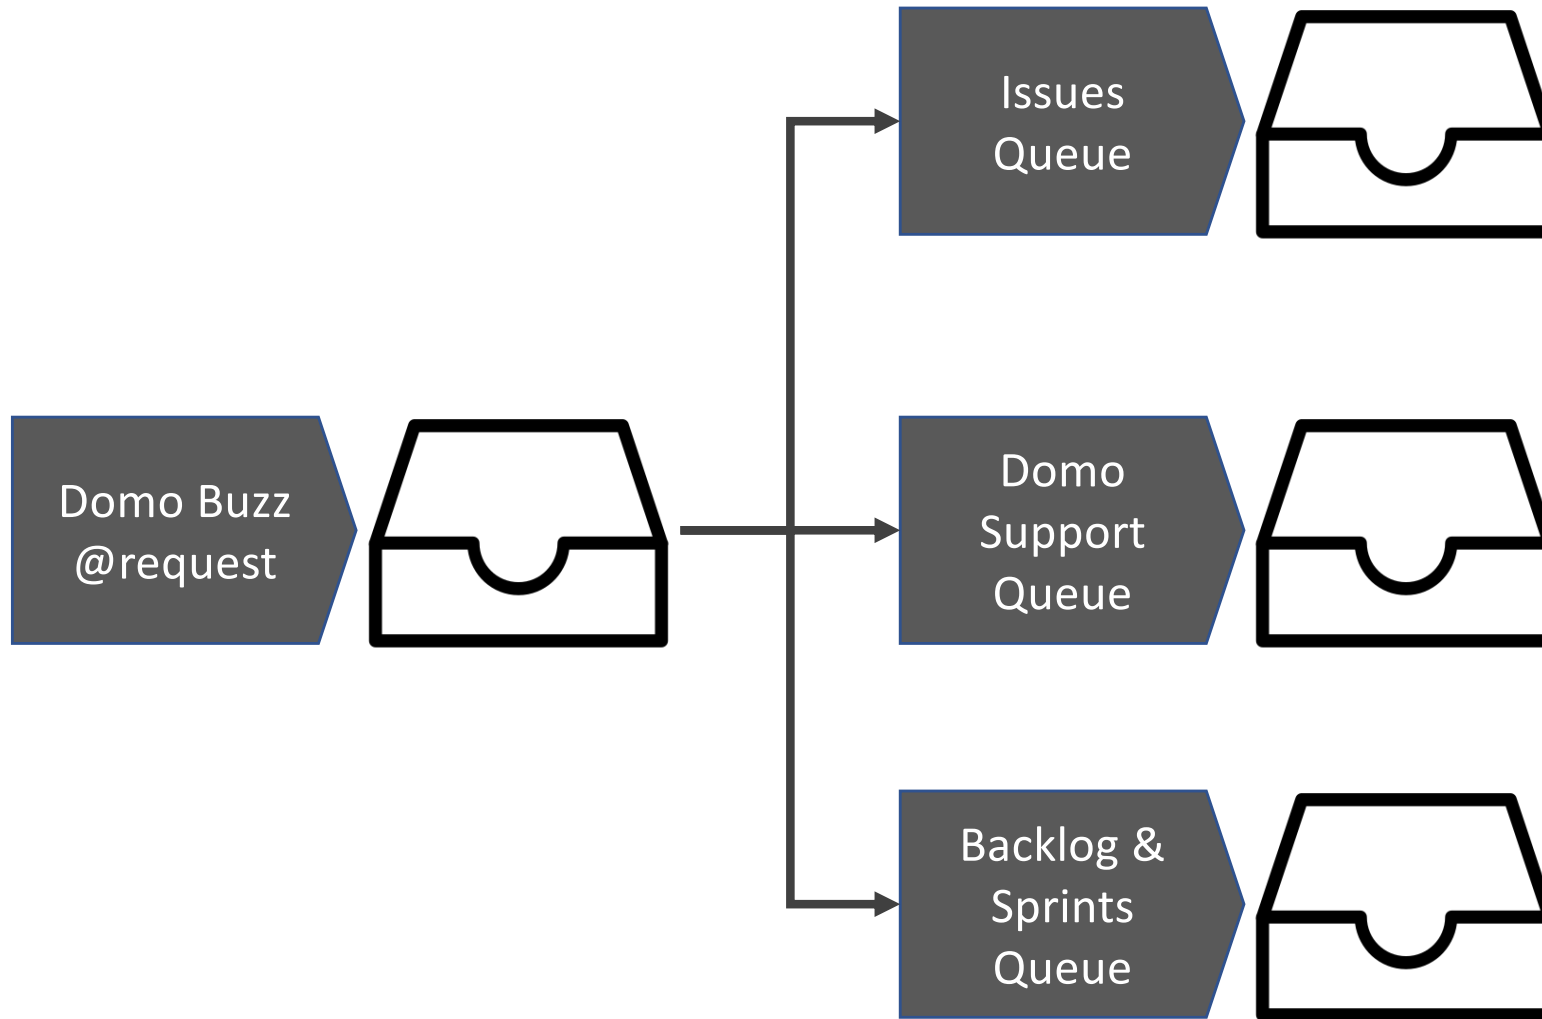 Issues
Queue
Domo Buzz
@request
Domo
Support
Queue
Backlog &
Sprints
Queue